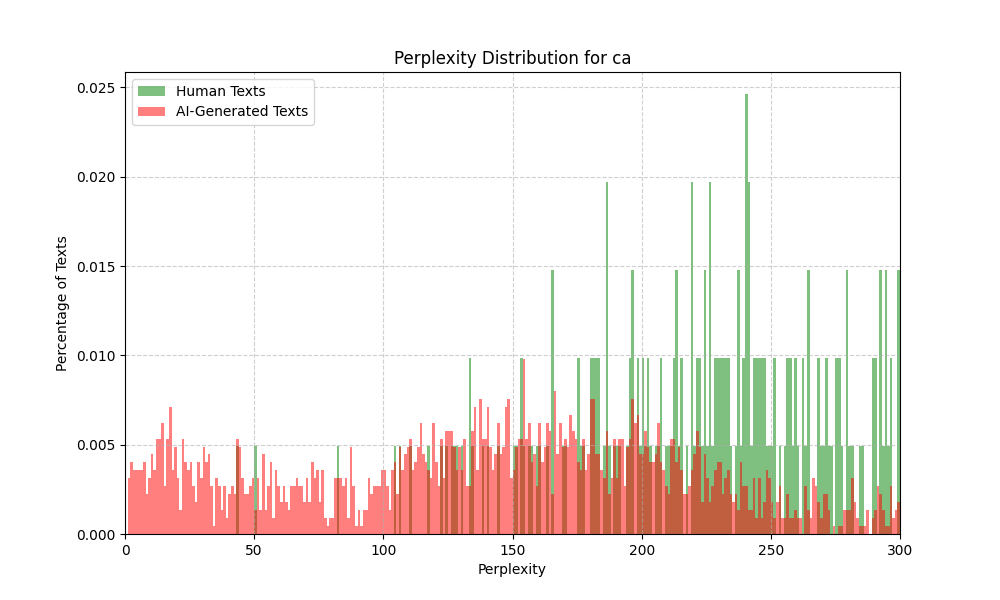 Perplexity Distribution for ca
Human Texts
AI-Generated Texts
Percentage of Texts
0.025
0.020
0.015
0.010
0.005
0.000
0 50 100 150 200 250 300
Perplexity